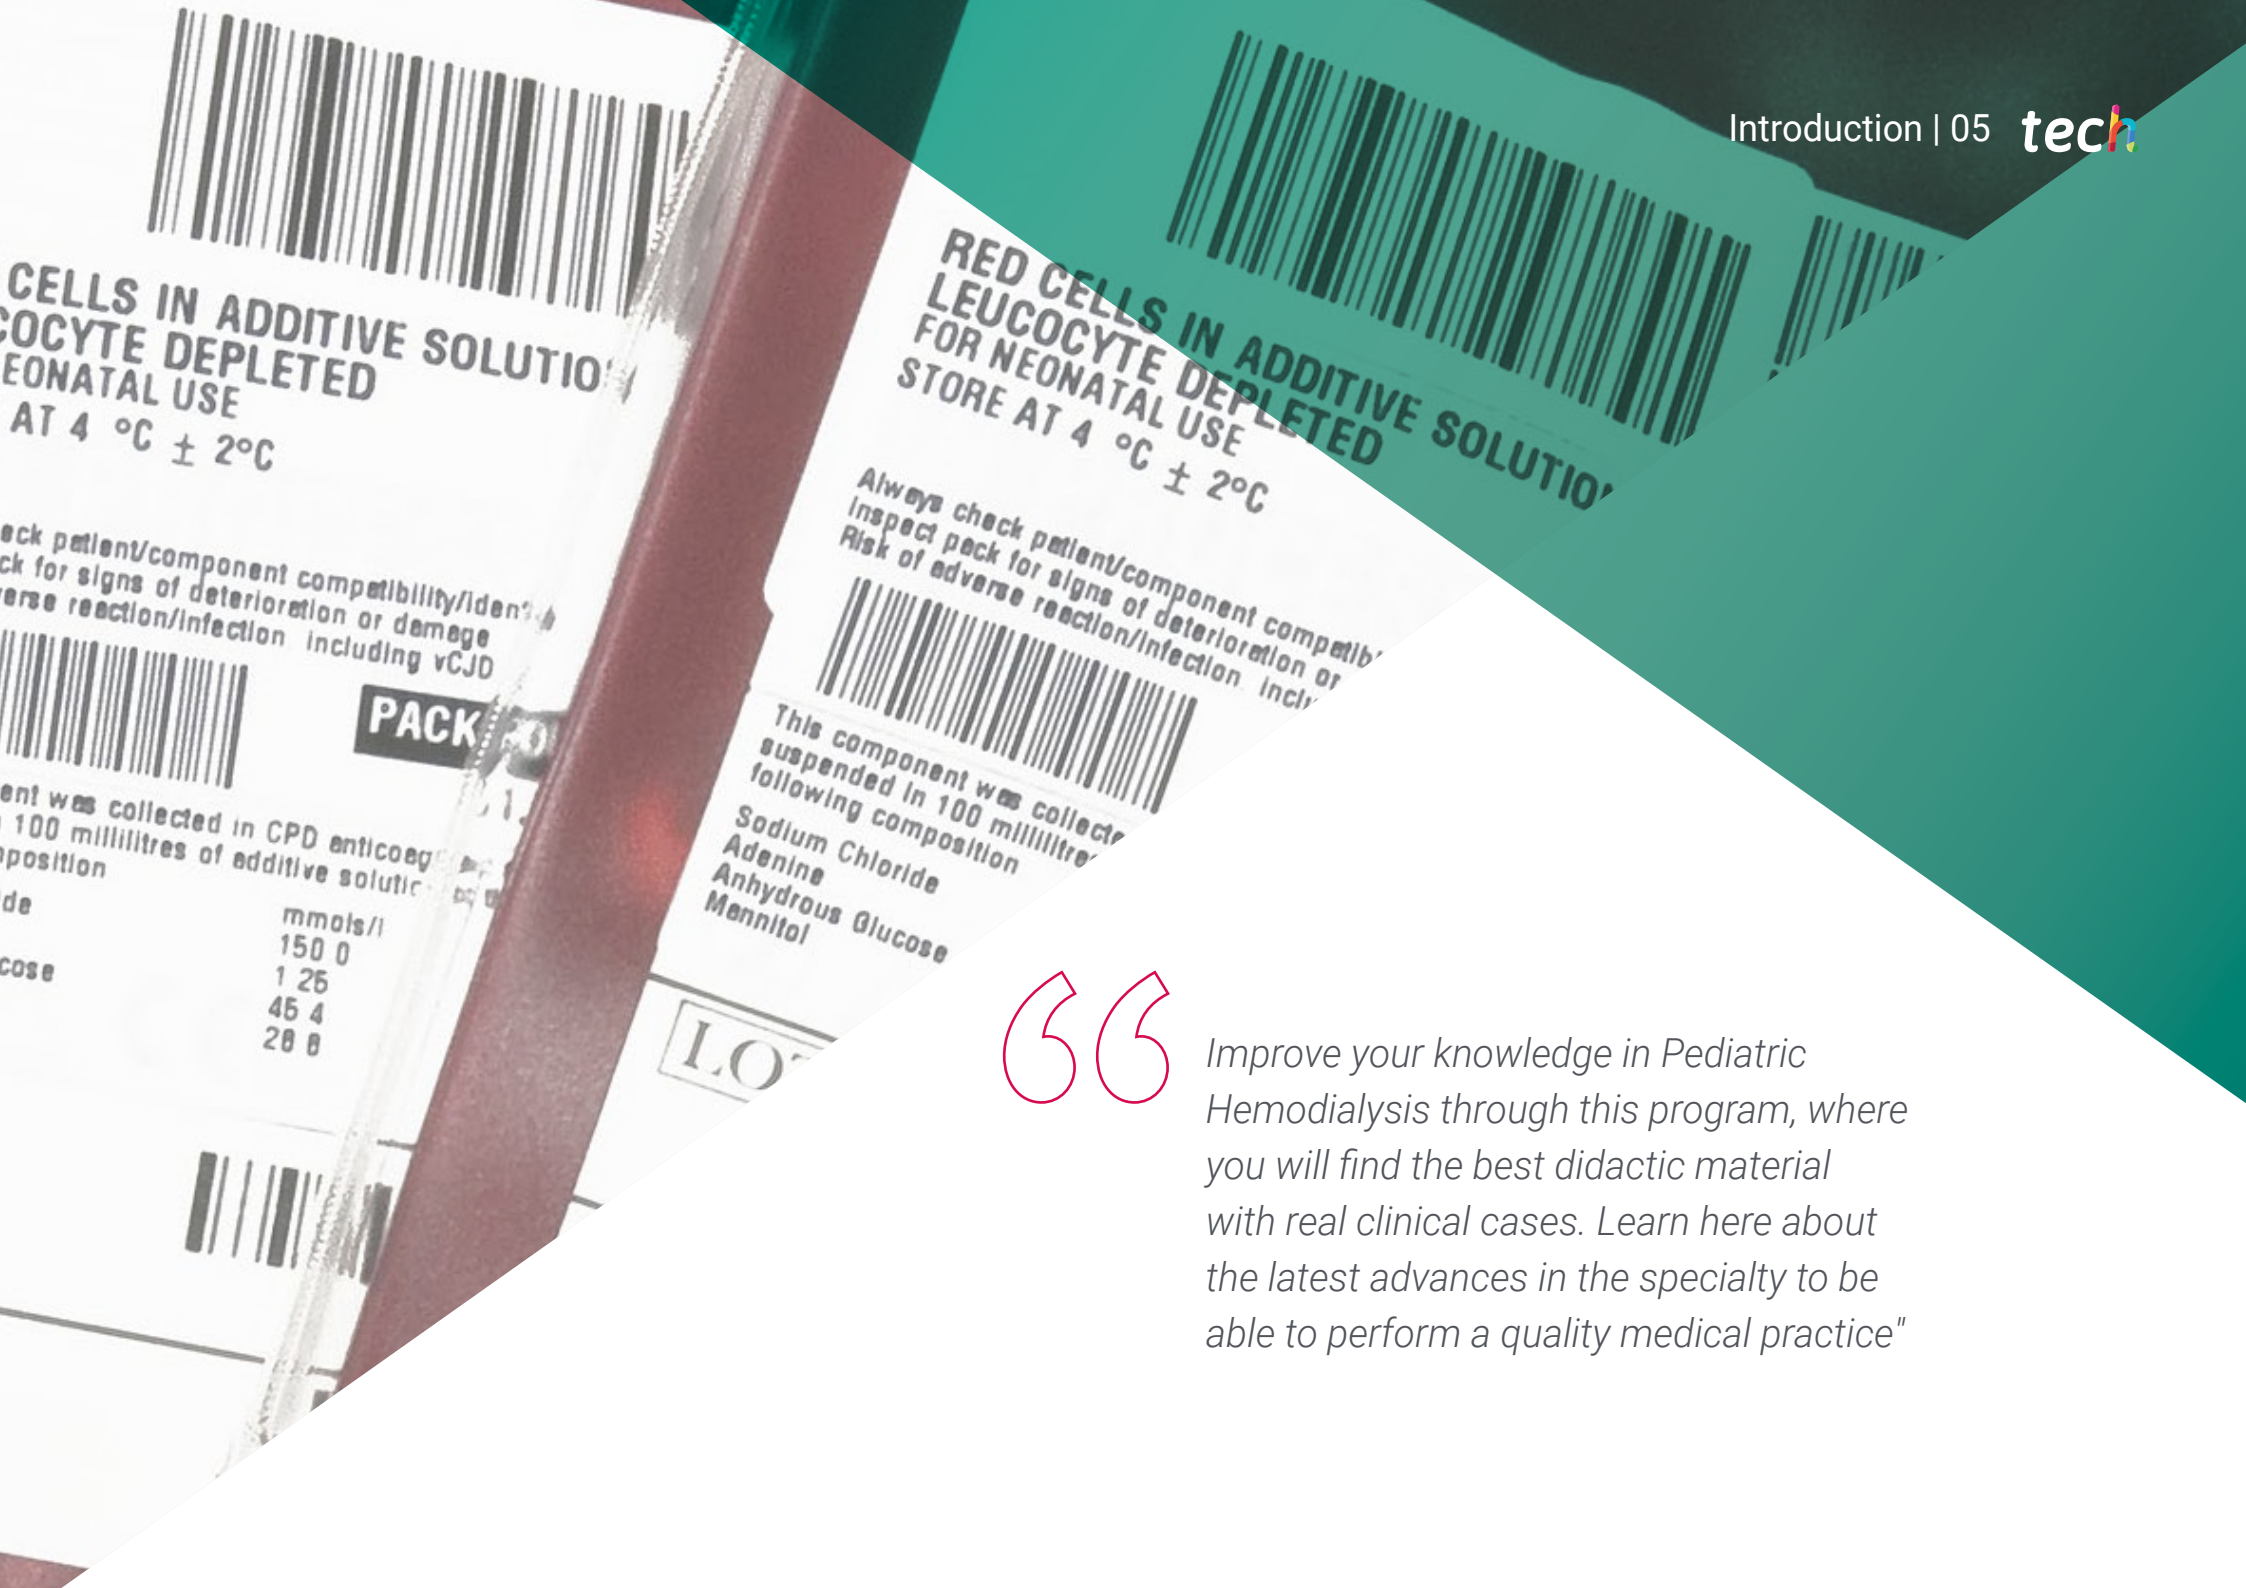 Introduction | 05 tech
CELLS IN ADDITIVE SOLUTIO
COCYTE DEPLETED
EONATAL USE
AT 4 °C ± 2°C
eck patient/component compatibility/iden
ck for signs of deterioration or damage
erse reaction/infection including vCJD
PACK
ent was collected in CPD anticoag
100 millilitres of additive solutio
position
de
mmols/l
150 0
cose
1 25
45 4
RED CELLS IN ADDITIVE SOLUTIO
LEUCOCYTE DEPLETED
FOR NEONATAL USE
STORE AT 4 °C ± 2°C
Always check patient/component compatib
Inspect pack for signs of deterioration or
Risk of adverse reaction/infection inclu
This component was collecte
suspended in 100 millilitre
following composition
Sodium Chloride
Adenine
Anhydrous Glucose
Mannitol
LO
Improve your knowledge in Pediatric
Hemodialysis through this program, where
you will find the best didactic material
with real clinical cases. Learn here about
the latest advances in the specialty to be
able to perform a quality medical practice"